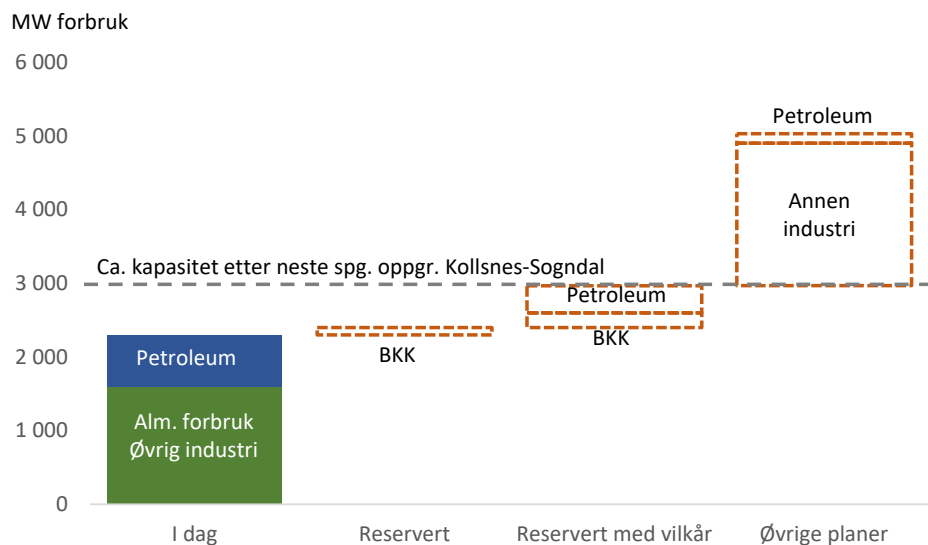 MW forbruk
6 000
5 000
4 000
3 000
2 000
1 000
0
Petroleum
Annen
industri
Ca. kapasitet etter neste spg. oppgr. Kollsnes-Sogndal
Petroleum
BKK
BKK
Petroleum
Alm. forbruk
Øvrig industri
I dag
Reservert
Reservert med vilkår
Øvrige planer